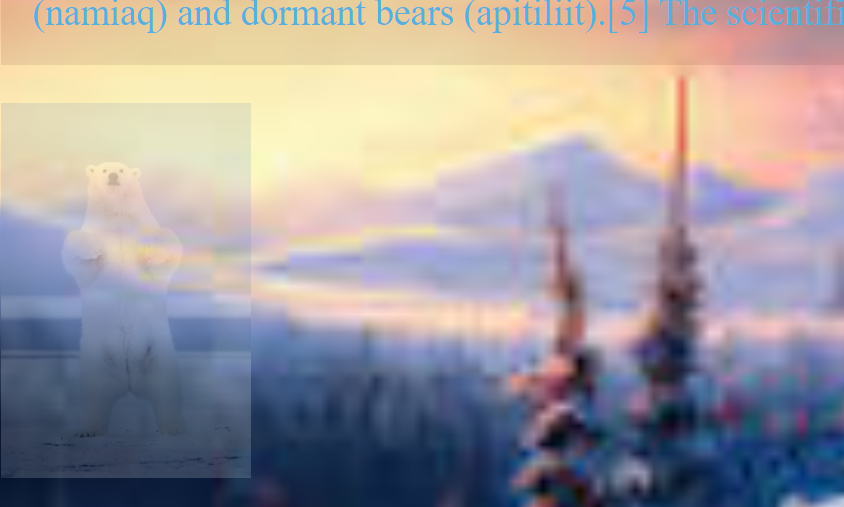 (namiaq) and dormant bears (apitiliit).[5] The scientifi